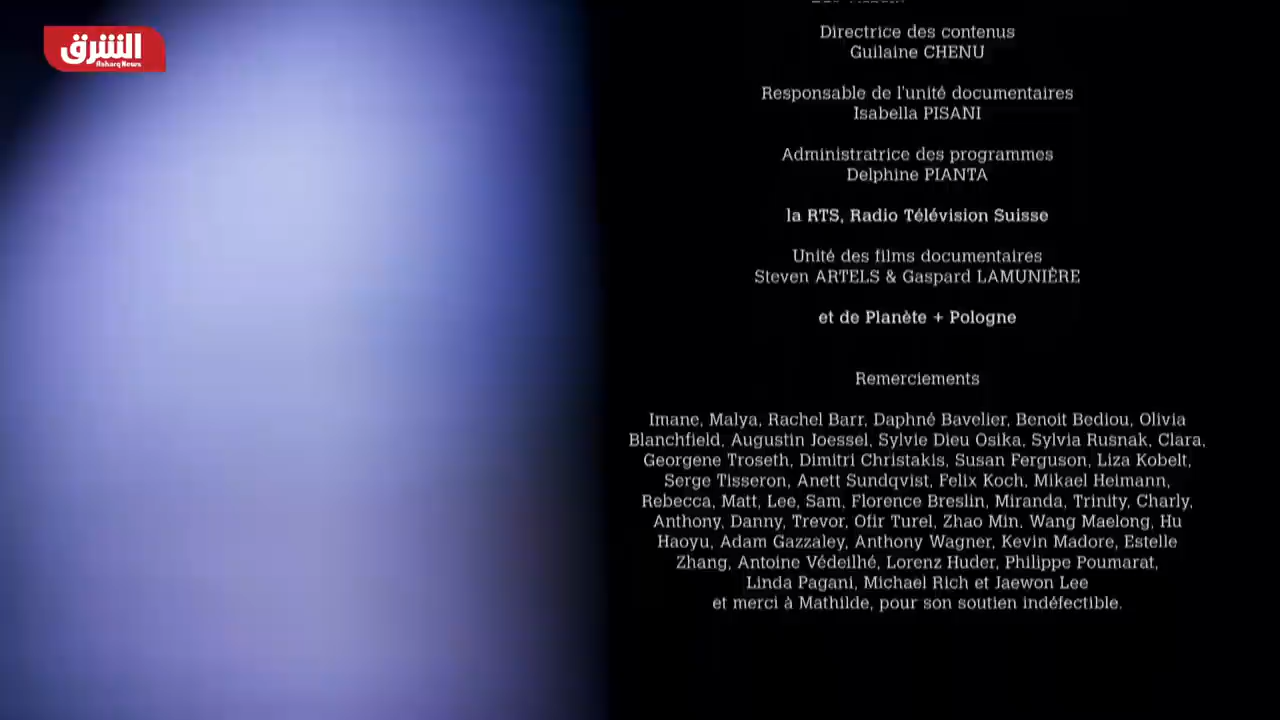 الشرق
Asharq News
Directrice des contenus
Guilaine CHENU
Responsable de l'unité documentaires
Isabella PISANI
Administratrice des programmes
Delphine PIANTA
la RTS, Radio Télévision Suisse
Unité des films documentaires
Steven ARTELS & Gaspard LAMUNIÈRE
et de Planète + Pologne
Remerciements
Imane, Malya, Rachel Barr, Daphné Bavelier, Benoit Bediou, Olivia
Blanchfield, Augustin Joessel, Sylvie Dieu Osika, Sylvia Rusnak, Clara,
Georgene Troseth, Dimitri Christakis, Susan Ferguson, Liza Kobelt,
Serge Tisseron, Anett Sundqvist, Felix Koch, Mikael Heimann,
Rebecca, Matt, Lee, Sam, Florence Breslin, Miranda, Trinity, Charly,
Anthony, Danny, Trevor, Ofir Turel, Zhao Min, Wang Maelong, Hu
Haoyu, Adam Gazzaley, Anthony Wagner, Kevin Madore, Estelle
Zhang, Antoine Védeilhé, Lorenz Huder, Philippe Poumarat,
Linda Pagani, Michael Rich et Jaewon Lee
et merci à Mathilde, pour son soutien indéfectible.